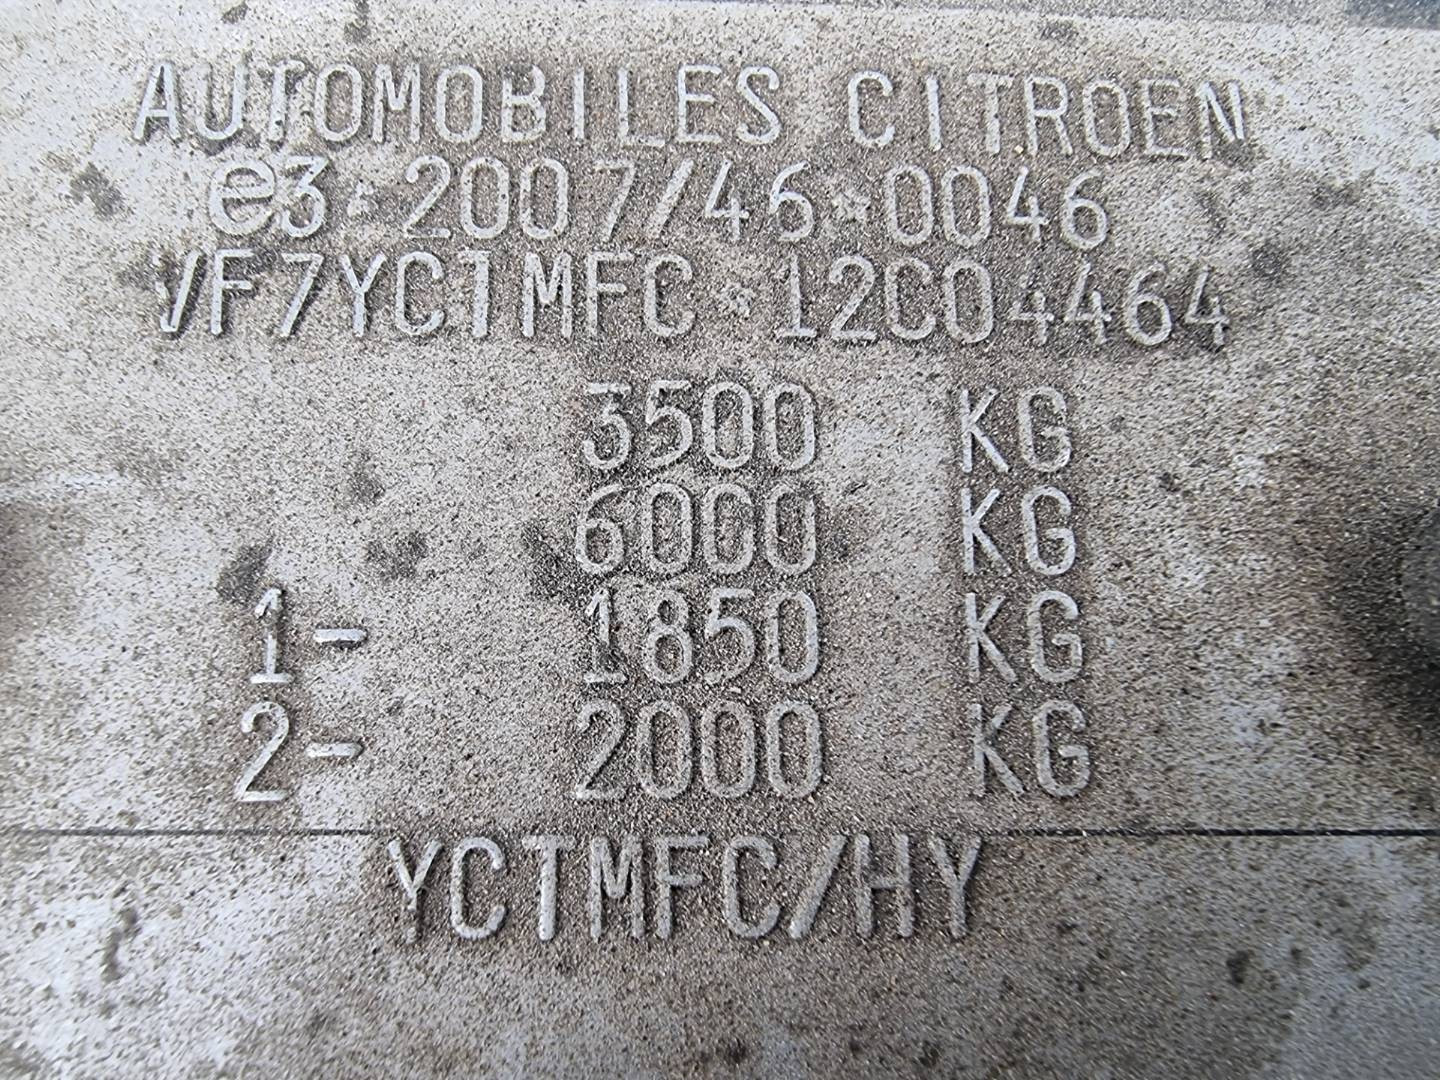 AUTOMOBILES CITROEN
e3*2007/46*0046
VF7YCTMFC*12C04464
3500 KG
6000 KG
1- 1850 KG
2- 2000 KG
YCTMFC/HY